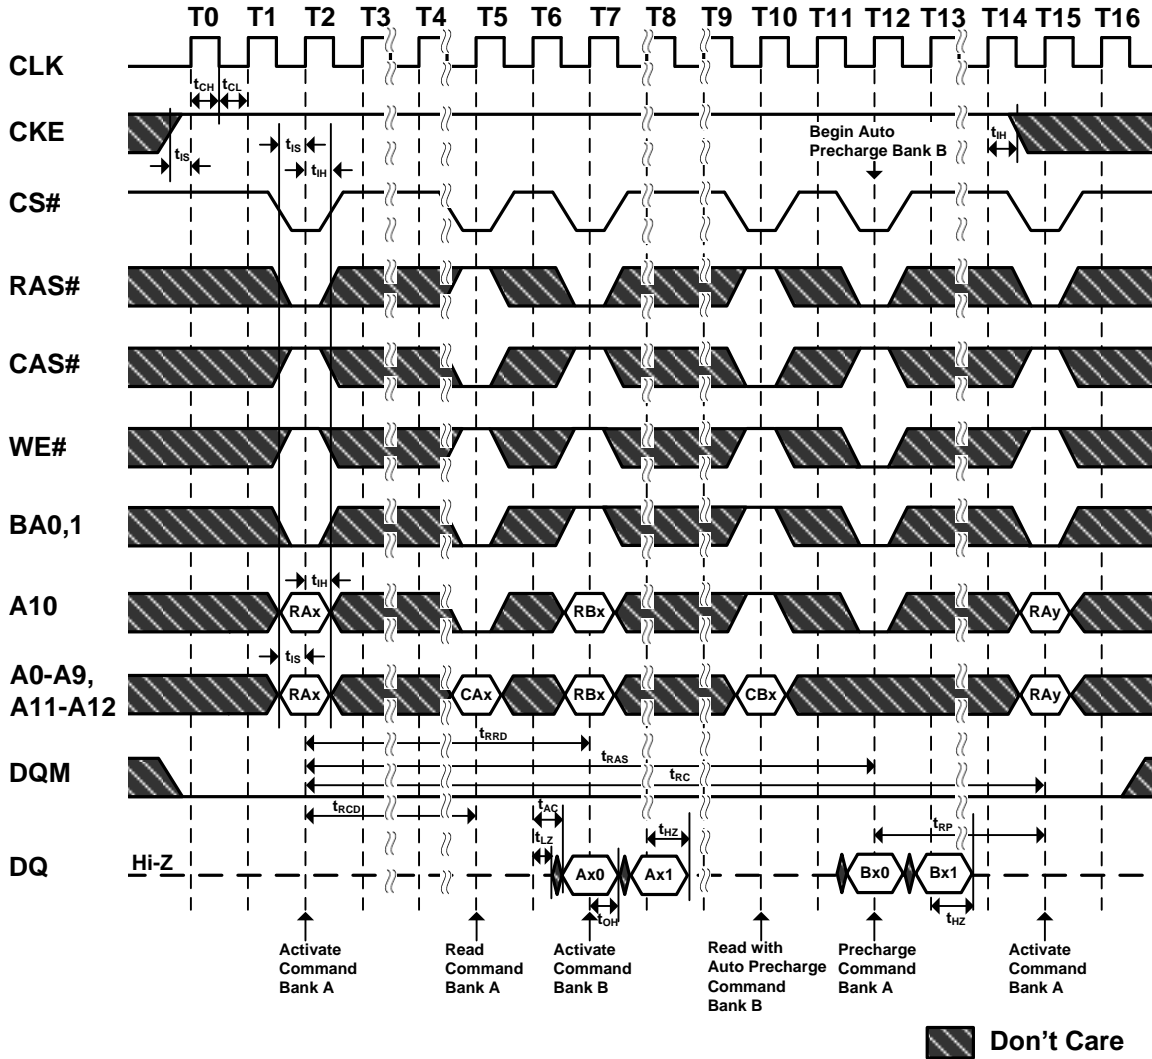 T0 T1 T2 T3 T4 T5 T6 T7 T8 T9 T10 T11 T12 T13 T14 T15 T16
CLK
tCH tCL
CKE
tIS
tIS
tIH
Begin Auto
Precharge Bank B
tIH
CS#
RAS#
CAS#
WE#
BA0,1
tIH
A10
RAx RBx RAy
tIS
A0-A9,
A11-A12
RAx CAx RBx CBx RAy
tRRD
tRAS
DQM
tRC
tRCD
tAC
tRP
tLZ
tHZ
DQ
Hi-Z
Ax0 Ax1 Bx0 Bx1
tOH
tHZ
Activate
Command
Bank A
Read
Command
Bank A
Activate
Command
Bank B
Read with
Auto Precharge
Command
Bank B
Precharge
Command
Bank A
Activate
Command
Bank A
Don't Care